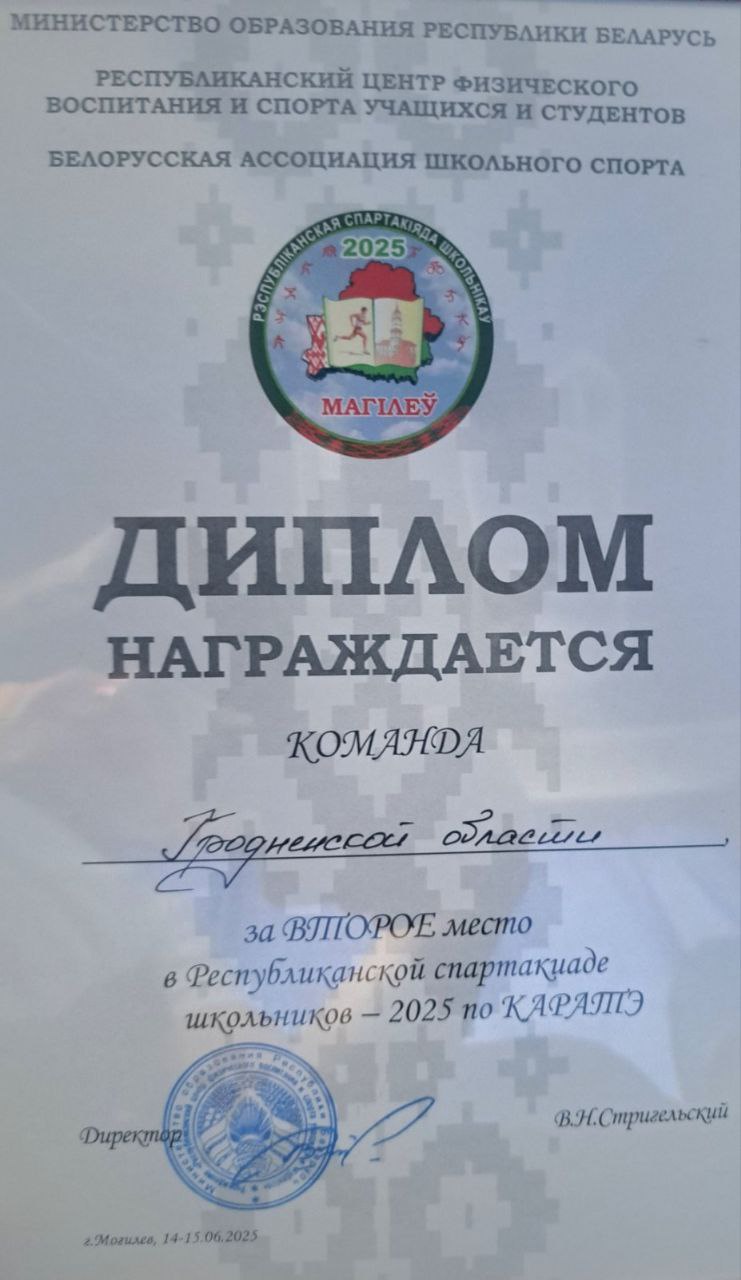 МИНИСТЕРСТВО ОБРАЗОВАНИЯ РЕСПУБЛИКИ БЕЛАРУСЬ
РЕСПУБЛИКАНСКИЙ ЦЕНТР ФИЗИЧЕСКОГО
ВОСПИТАНИЯ И СПОРТА УЧАЩИХСЯ И СТУДЕНТОВ
БЕЛОРУССКАЯ АССОЦИАЦИЯ ШКОЛЬНОГО СПОРТА
РЭСПУБЛІКАНСКАЯ СПАРТАКІЯДА ШКОЛЬНІКАЎ
2025
МАГІЛЕЎ
ДИПЛОМ
НАГРАЖДАЕТСЯ
КОМАНДА
Гродненской области,
за ВТОРОЕ место
в Республиканской спартакиаде
школьников – 2025 по КАРАТЭ
Директор
В.Н.Стригельский
г.Могилев, 14-15.06.2025